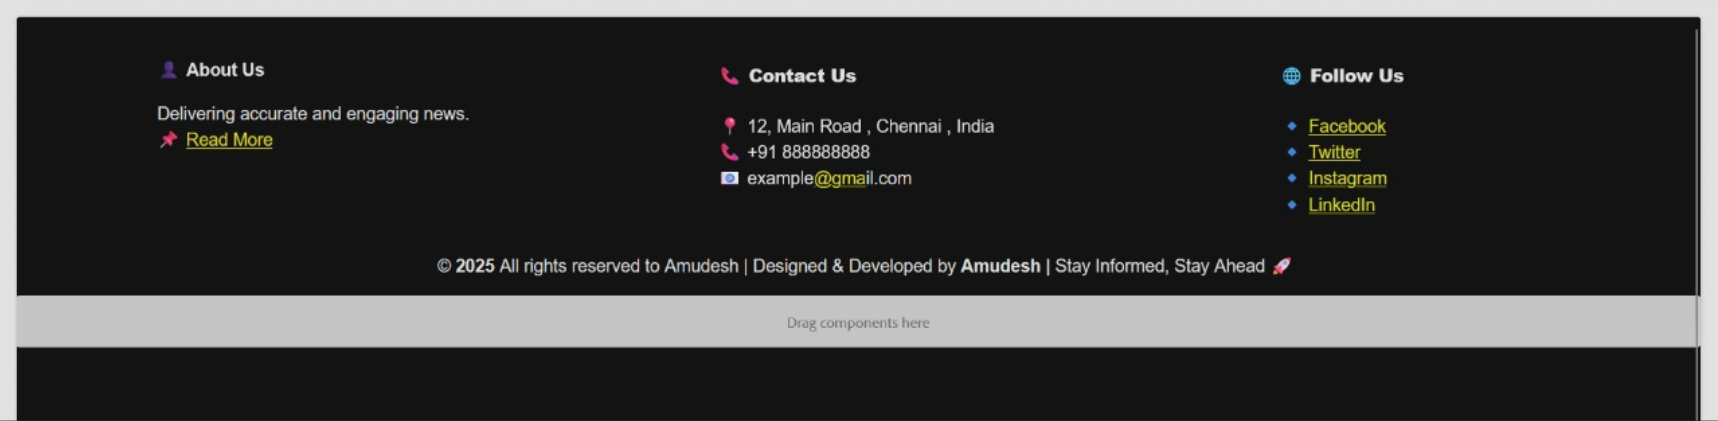 About Us
Delivering accurate and engaging news.
Read More
Contact Us
12, Main Road , Chennai , India
+91 888888888
example@gmail.com
Follow Us
Facebook
Twitter
Instagram
LinkedIn
© 2025 All rights reserved to Amudesh | Designed & Developed by Amudesh | Stay Informed, Stay Ahead 🚀
Drag components here